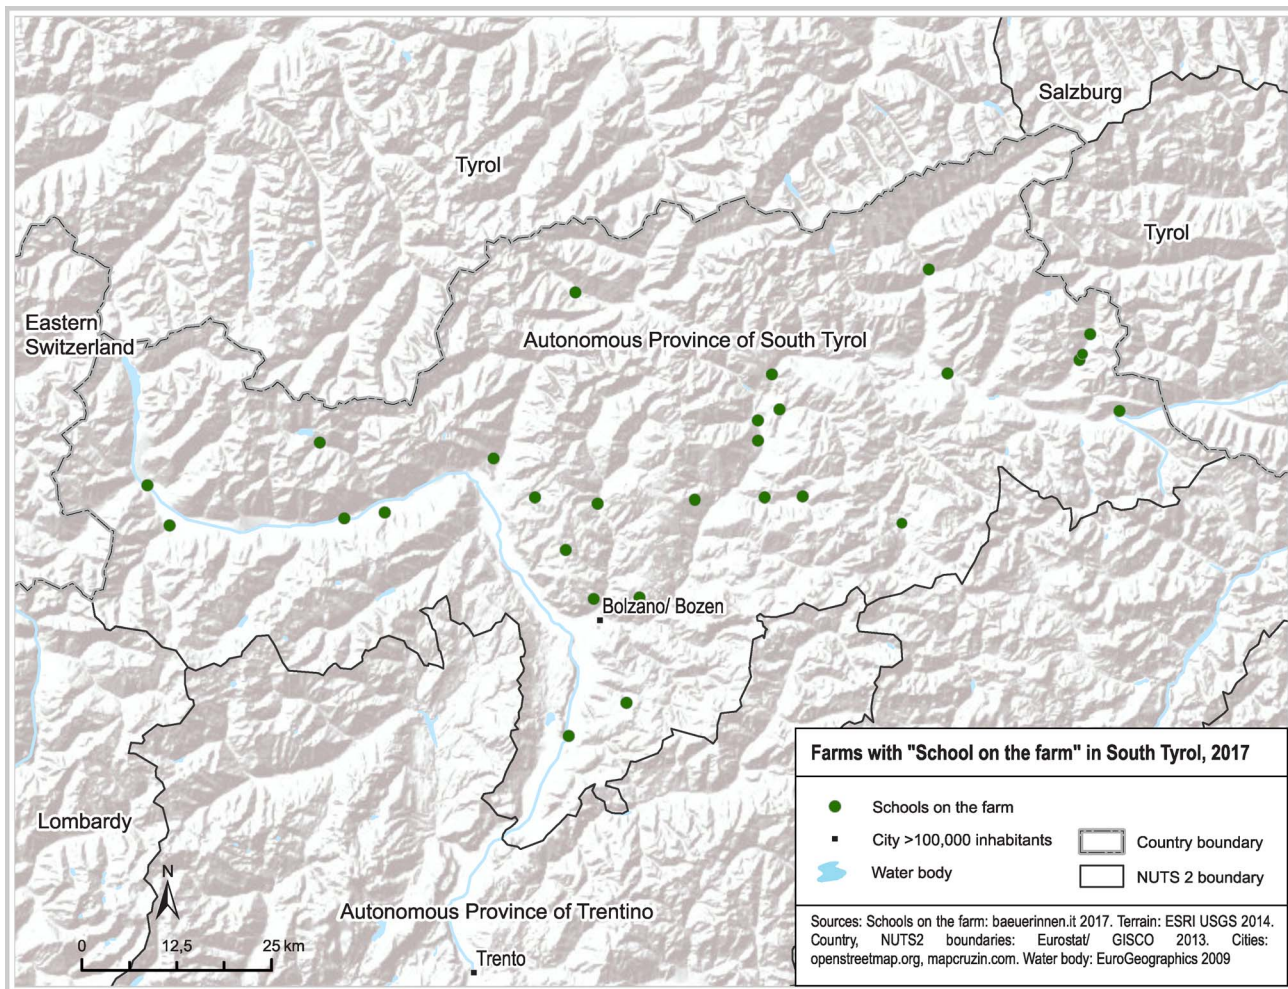 Salzburg
Tyrol
Tyrol
Eastern
Switzerland
Autonomous Province of South Tyrol
Bolzano/ Bozen
Lombardy
N
Autonomous Province of Trentino
0 12,5 25 km
Trento
Farms with "School on the farm" in South Tyrol, 2017
Schools on the farm
City >100,000 inhabitants
Water body
Country boundary
NUTS 2 boundary
Sources: Schools on the farm: baeuerinnen.it 2017. Terrain: ESRI USGS 2014.
Country, NUTS2 boundaries: Eurostat/ GISCO 2013. Cities:
openstreetmap.org, mapcruzin.com. Water body: EuroGeographics 2009